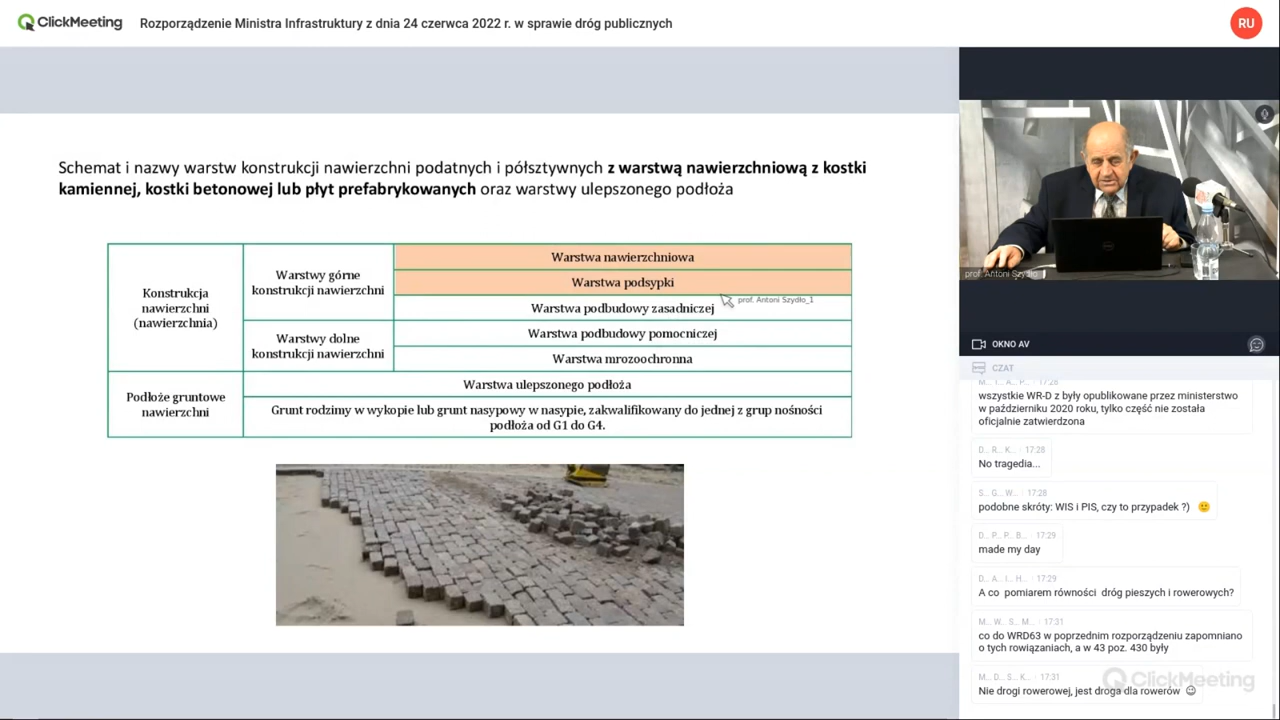 ClickMeeting
Rozporządzenie Ministra Infrastruktury z dnia 24 czerwca 2022 r. w sprawie dróg publicznych
RU
Schemat i nazwy warstw konstrukcji nawierzchni podatnych i półsztywnych z warstwą nawierzchniową z kostki
kamiennej, kostki betonowej lub płyt prefabrykowanych oraz warstwy ulepszonego podłoża
Konstrukcja
nawierzchni
(nawierzchnia)
Warstwy górne
konstrukcji nawierzchni
Warstwa nawierzchniowa
Warstwa podsypki
Warstwa podbudowy zasadniczej
Warstwy dolne
konstrukcji nawierzchni
Warstwa podbudowy pomocniczej
Warstwa mrozoochronna
Podłoże gruntowe
nawierzchni
Warstwa ulepszonego podłoża
Grunt rodzimy w wykopie lub grunt nasypowy w nasypie, zakwalifikowany do jednej z grup nośności
podłoża od G1 do G4.
prof. Antoni Szydło_1
prof. Antoni Szydło
OKNO AV
CZAT
M... T... A... P... 17:28
wszystkie WR-D z były opublikowane przez ministerstwo
w październiku 2020 roku, tylko część nie została
oficjalnie zatwierdzona
D... R... K... 17:28
No tragedia...
S... G... W... 17:28
podobne skróty: WIS i PIS, czy to przypadek ?) 🙂
D... P... P... B... 17:29
made my day
D... A... i... H... 17:29
A co pomiarem równości dróg pieszych i rowerowych?
M... W... S... M... 17:31
co do WRD63 w poprzednim rozporządzeniu zapomniano
o tych rowiązaniach, a w 43 poz. 430 były
M... D... S... K... 17:31
Nie drogi rowerowej, jest droga dla rowerów 😉
ClickMeeting